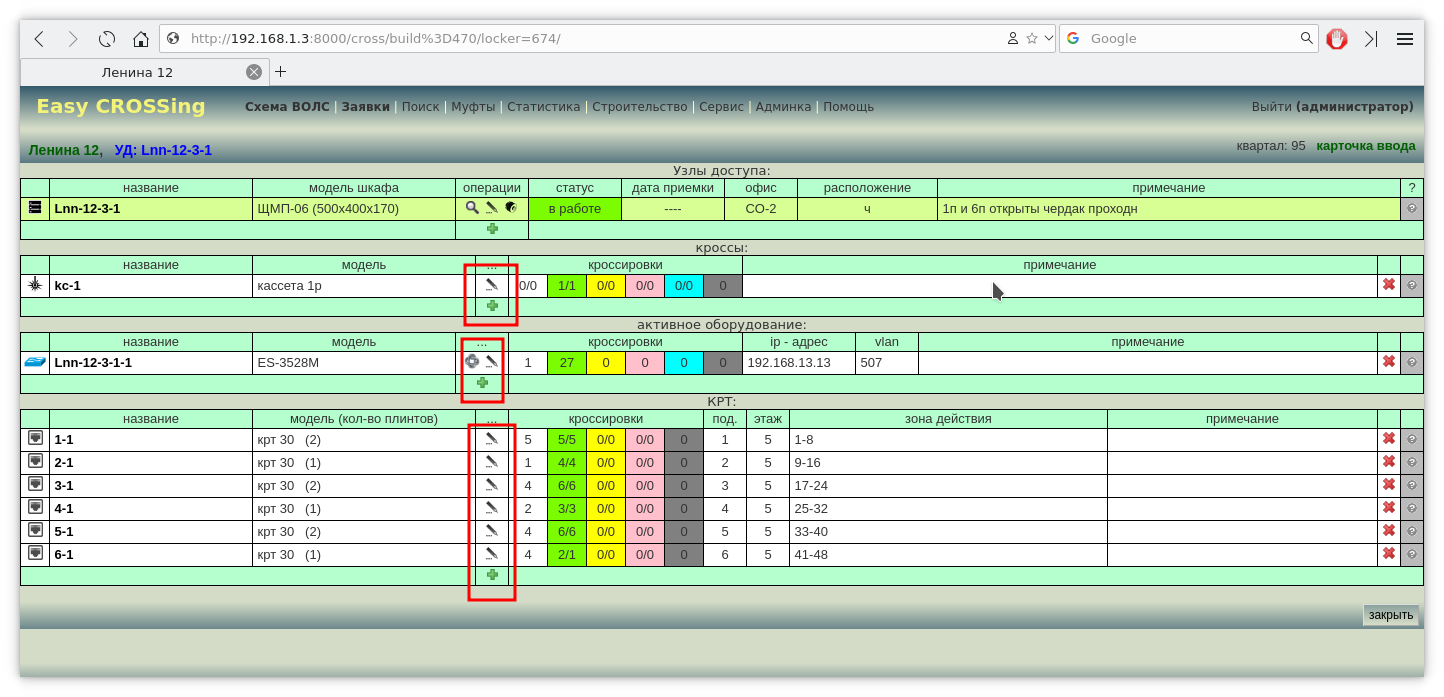 http://192.168.1.3:8000/cross/build%3D470/locker=674/ Google
Ленина 12
Easy CROSSing Схема ВОЛС | Заявки | Поиск | Муфты | Статистика | Строительство | Сервис | Админка | Помощь Выйти (администратор)
Ленина 12, УД: Lnn-12-3-1 квартал: 95 карточка ввода
Узлы доступа:
название модель шкафа операции статус дата приемки офис расположение примечание ?
Lnn-12-3-1 ЩМП-06 (500x400x170) в работе ---- СО-2 ч 1п и 6п открыты чердак проходн
кроссы:
название модель ... кроссировки примечание
kc-1 кассета 1р 0/0 1/1 0/0 0/0 0/0 0
активное оборудование:
название модель ... кроссировки ip - адрес vlan примечание
Lnn-12-3-1-1 ES-3528M 1 27 0 0 0 0 192.168.13.13 507
КРТ:
название модель (кол-во плинтов) ... кроссировки под. этаж зона действия примечание
1-1 крт 30 (2) 5 5/5 0/0 0/0 0 1 5 1-8
2-1 крт 30 (1) 1 4/4 0/0 0/0 0 2 5 9-16
3-1 крт 30 (2) 4 6/6 0/0 0/0 0 3 5 17-24
4-1 крт 30 (1) 2 3/3 0/0 0/0 0 4 5 25-32
5-1 крт 30 (2) 4 6/6 0/0 0/0 0 5 5 33-40
6-1 крт 30 (1) 4 2/1 0/0 0/0 0 6 5 41-48
закрыть